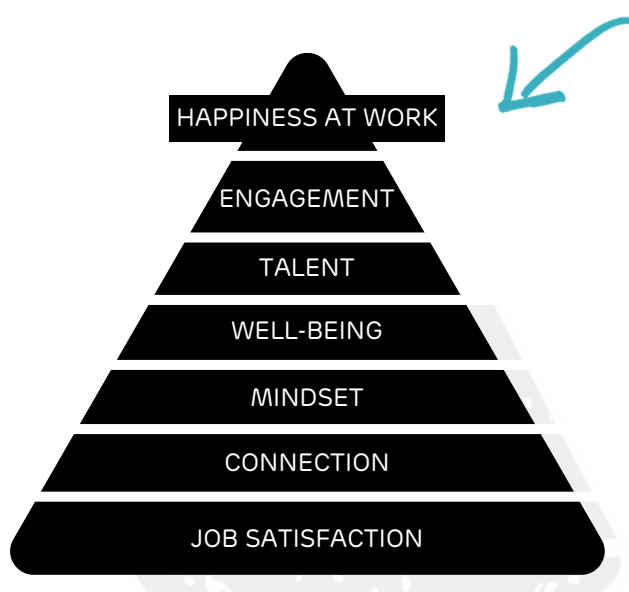 HAPPINESS AT WORK
ENGAGEMENT
TALENT
WELL-BEING
MINDSET
CONNECTION
JOB SATISFACTION